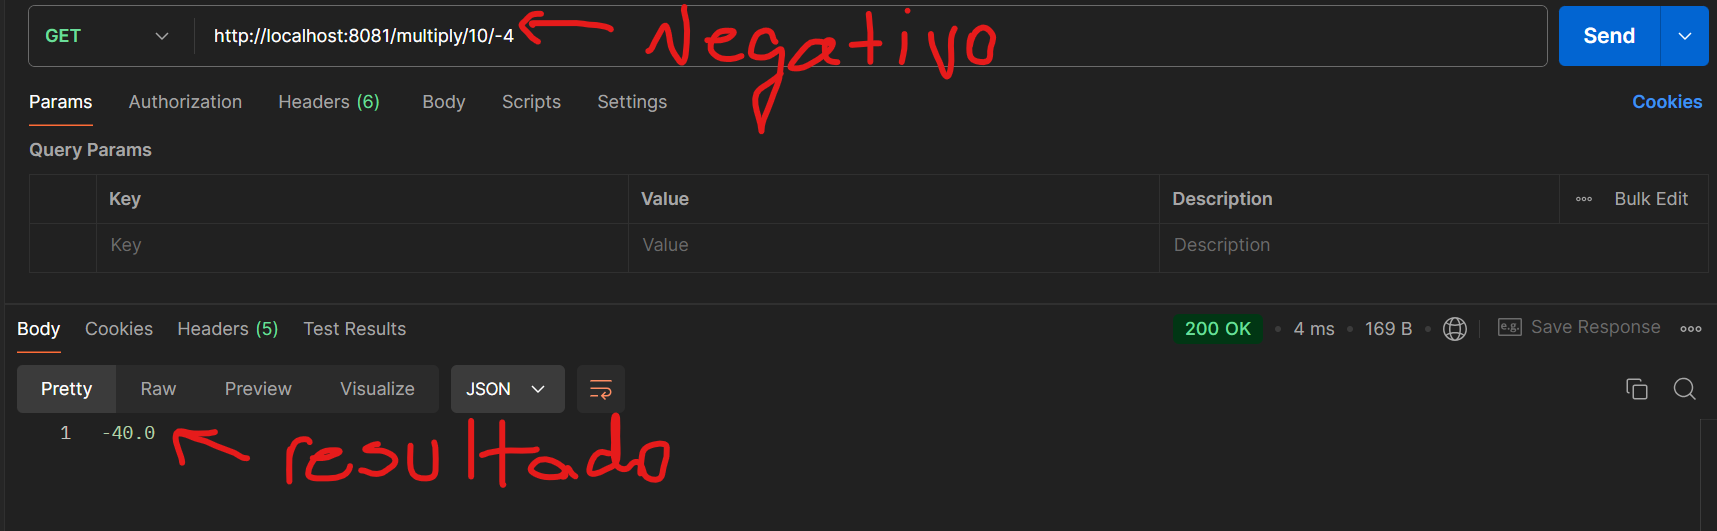 GET http://localhost:8081/multiply/10/-4 Negativo Send
Params Authorization Headers (6) Body Scripts Settings Cookies
Query Params
Key Value Description Bulk Edit
Key Value Description
Body Cookies Headers (5) Test Results 200 OK • 4 ms • 169 B • e.g. Save Response
Pretty Raw Preview Visualize JSON
1 -40.0 resultado